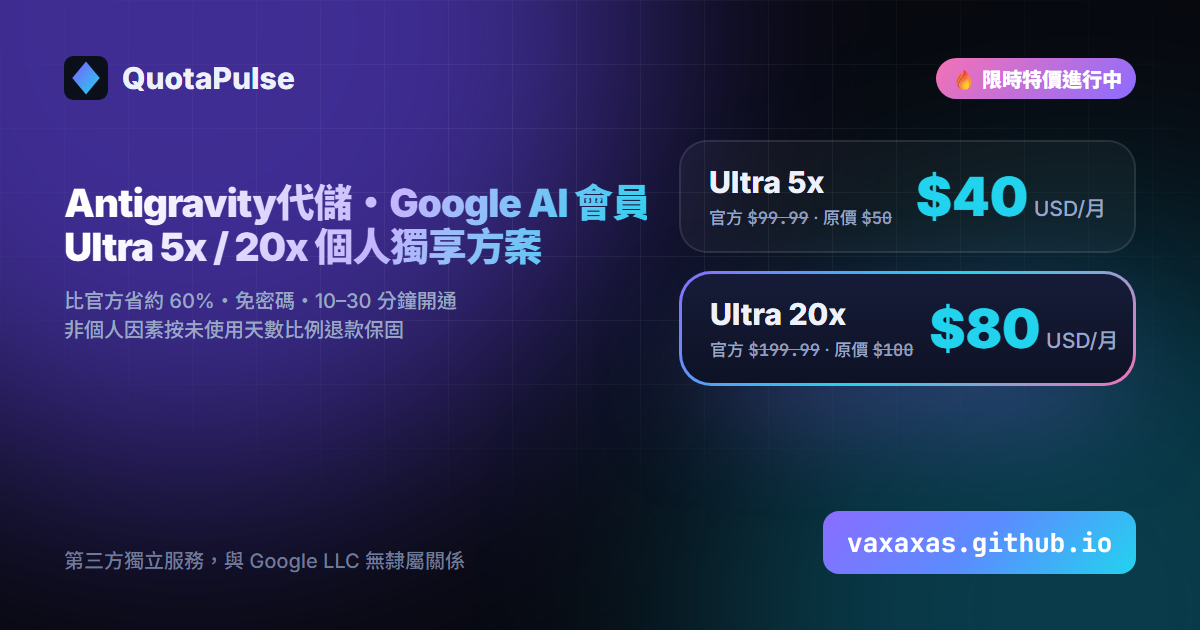 QuotaPulse
🔥 限時特價進行中
Antigravity代儲・Google AI 會員
Ultra 5x / 20x 個人獨享方案
比官方省約 60%・免密碼・10–30 分鐘開通
非個人因素按未使用天數比例退款保固
Ultra 5x
官方 $99.99 · 原價 $50
$40 USD/月
Ultra 20x
官方 $199.99 · 原價 $100
$80 USD/月
第三方獨立服務，與 Google LLC 無隸屬關係
vaxaxas.github.io